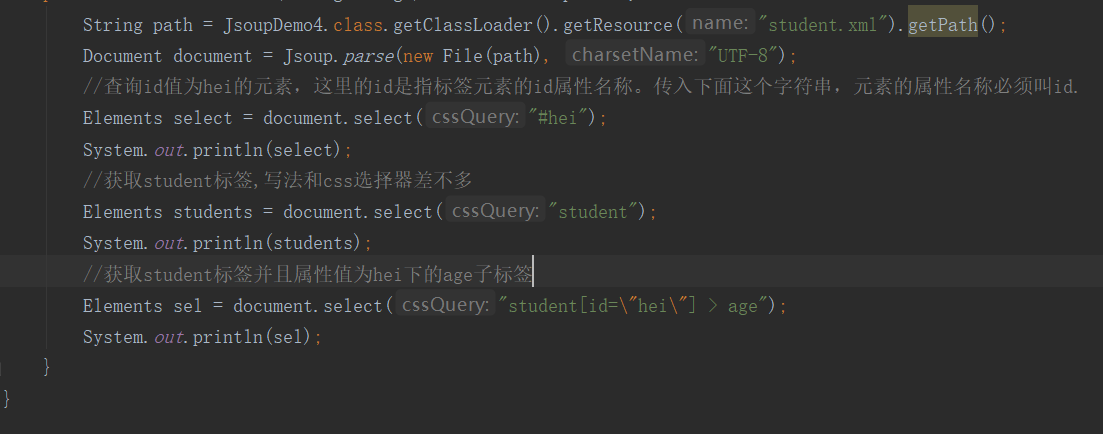 String path = JsoupDemo4.class.getClassLoader().getResource( name: "student.xml").getPath();
Document document = Jsoup.parse(new File(path), charsetName: "UTF-8");
//查询id值为hei的元素，这里的id是指标签元素的id属性名称。传入下面这个字符串，元素的属性名称必须叫id.
Elements select = document.select( cssQuery: "#hei");
System.out.println(select);
//获取student标签,写法和css选择器差不多
Elements students = document.select( cssQuery: "student");
System.out.println(students);
//获取student标签并且属性值为hei下的age子标签
Elements sel = document.select( cssQuery: "student[id=\"hei\"] > age");
System.out.println(sel);
}
}